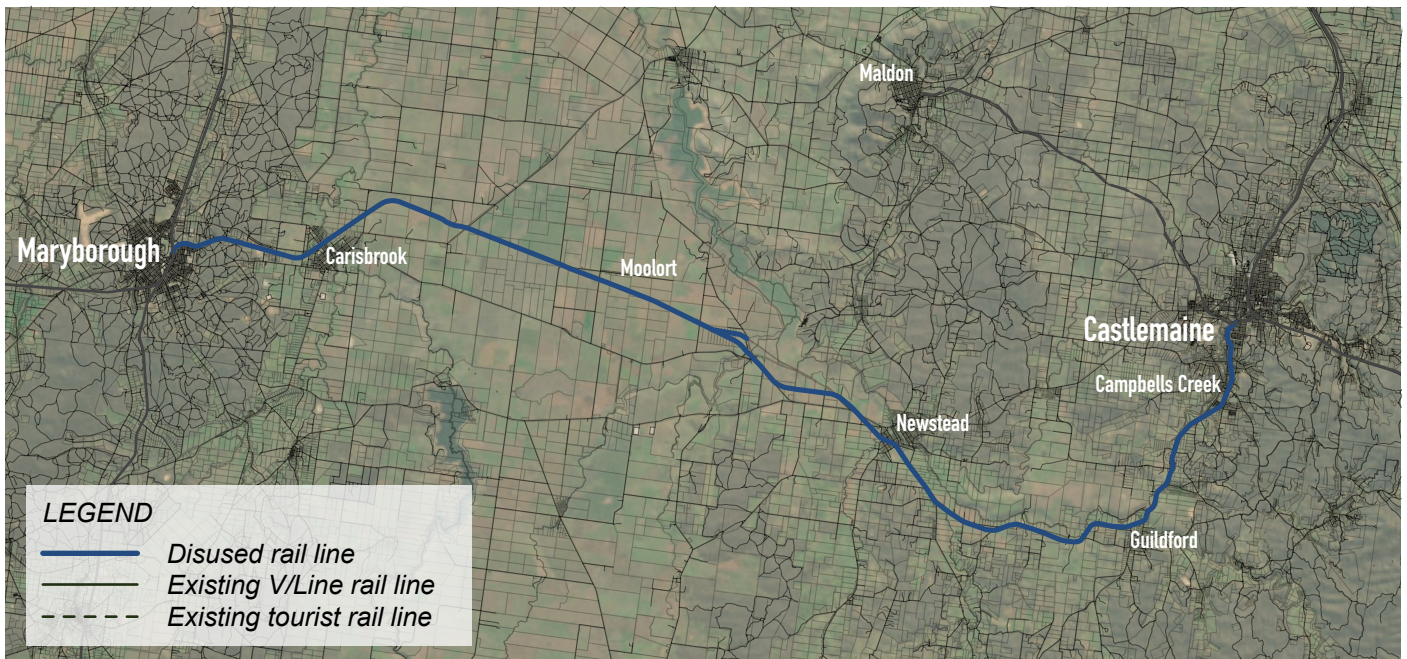 Maldon
Maryborough
Carisbrook
Moolort
Castlemaine
Campbells Creek
Newstead
Guildford
LEGEND
Disused rail line
Existing V/Line rail line
Existing tourist rail line